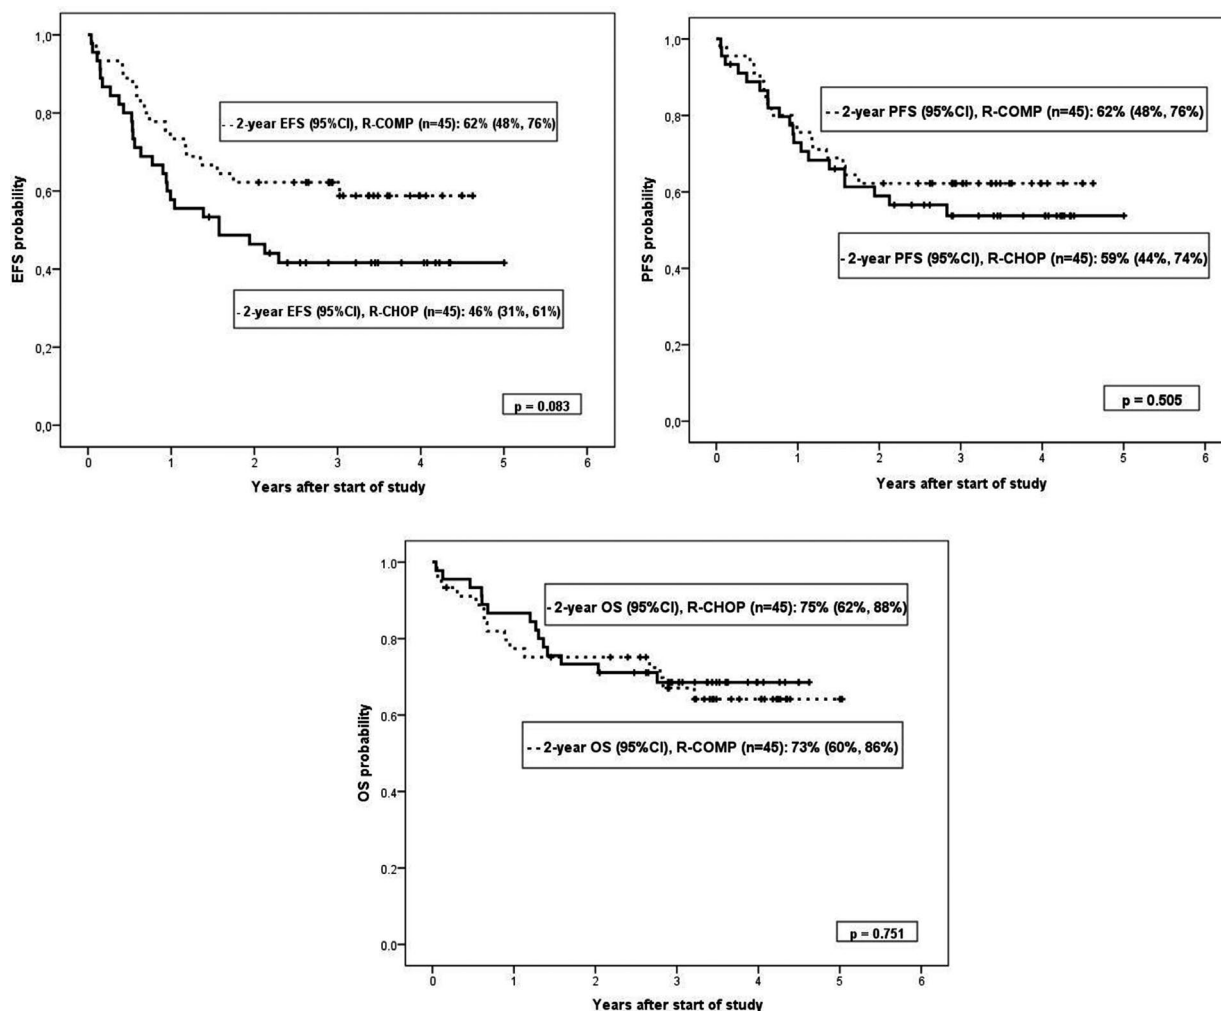 1,0
0,8
0,6
0,4
0,2
0,0
EFS probability
- - - 2-year EFS (95%CI), R-COMP (n=45): 62% (48%, 76%)
- 2-year EFS (95%CI), R-CHOP (n=45): 46% (31%, 61%)
p = 0.083
0 1 2 3 4 5 6
Years after start of study
1,0
0,8
0,6
0,4
0,2
0,0
PFS probability
- - - 2-year PFS (95%CI), R-COMP (n=45): 62% (48%, 76%)
- 2-year PFS (95%CI), R-CHOP (n=45): 59% (44%, 74%)
p = 0.505
0 1 2 3 4 5 6
Years after start of study
1.0
0.8
0.6
0.4
0.2
0.0
OS probability
- 2-year OS (95%CI), R-CHOP (n=45): 75% (62%, 88%)
- - - 2-year OS (95%CI), R-COMP (n=45): 73% (60%, 86%)
p = 0.751
0 1 2 3 4 5 6
Years after start of study